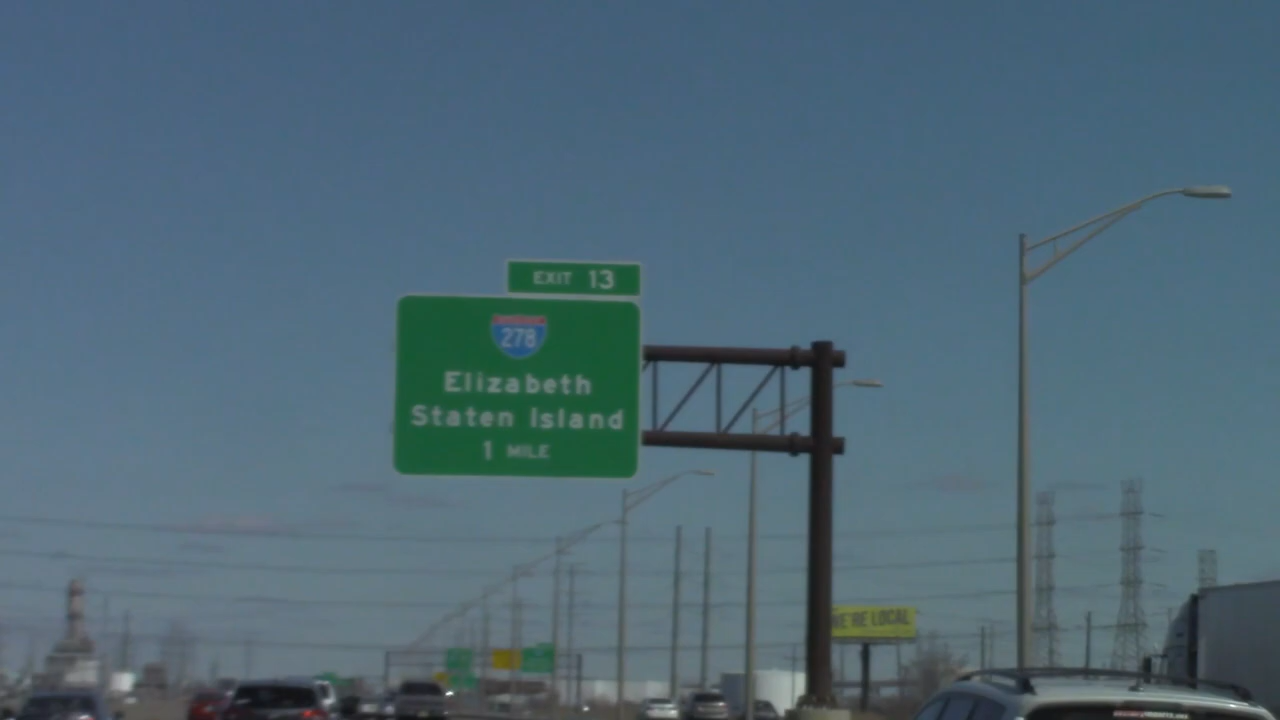 EXIT 13
278
Elizabeth
Staten Island
1 MILE
WE'RE LOCAL